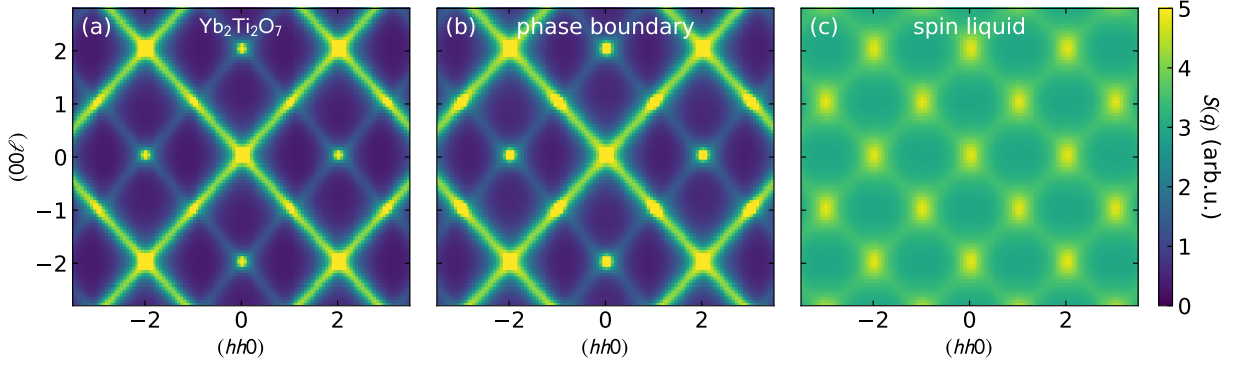 (a) Yb₂Ti₂O₇
(b) phase boundary
(c) spin liquid
2
1
0
−1
−2
(00ℓ)
−2 0 2
(hh0)
−2 0 2
(hh0)
−2 0 2
(hh0)
5
4
3
2
1
0
S(q) (arb.u.)